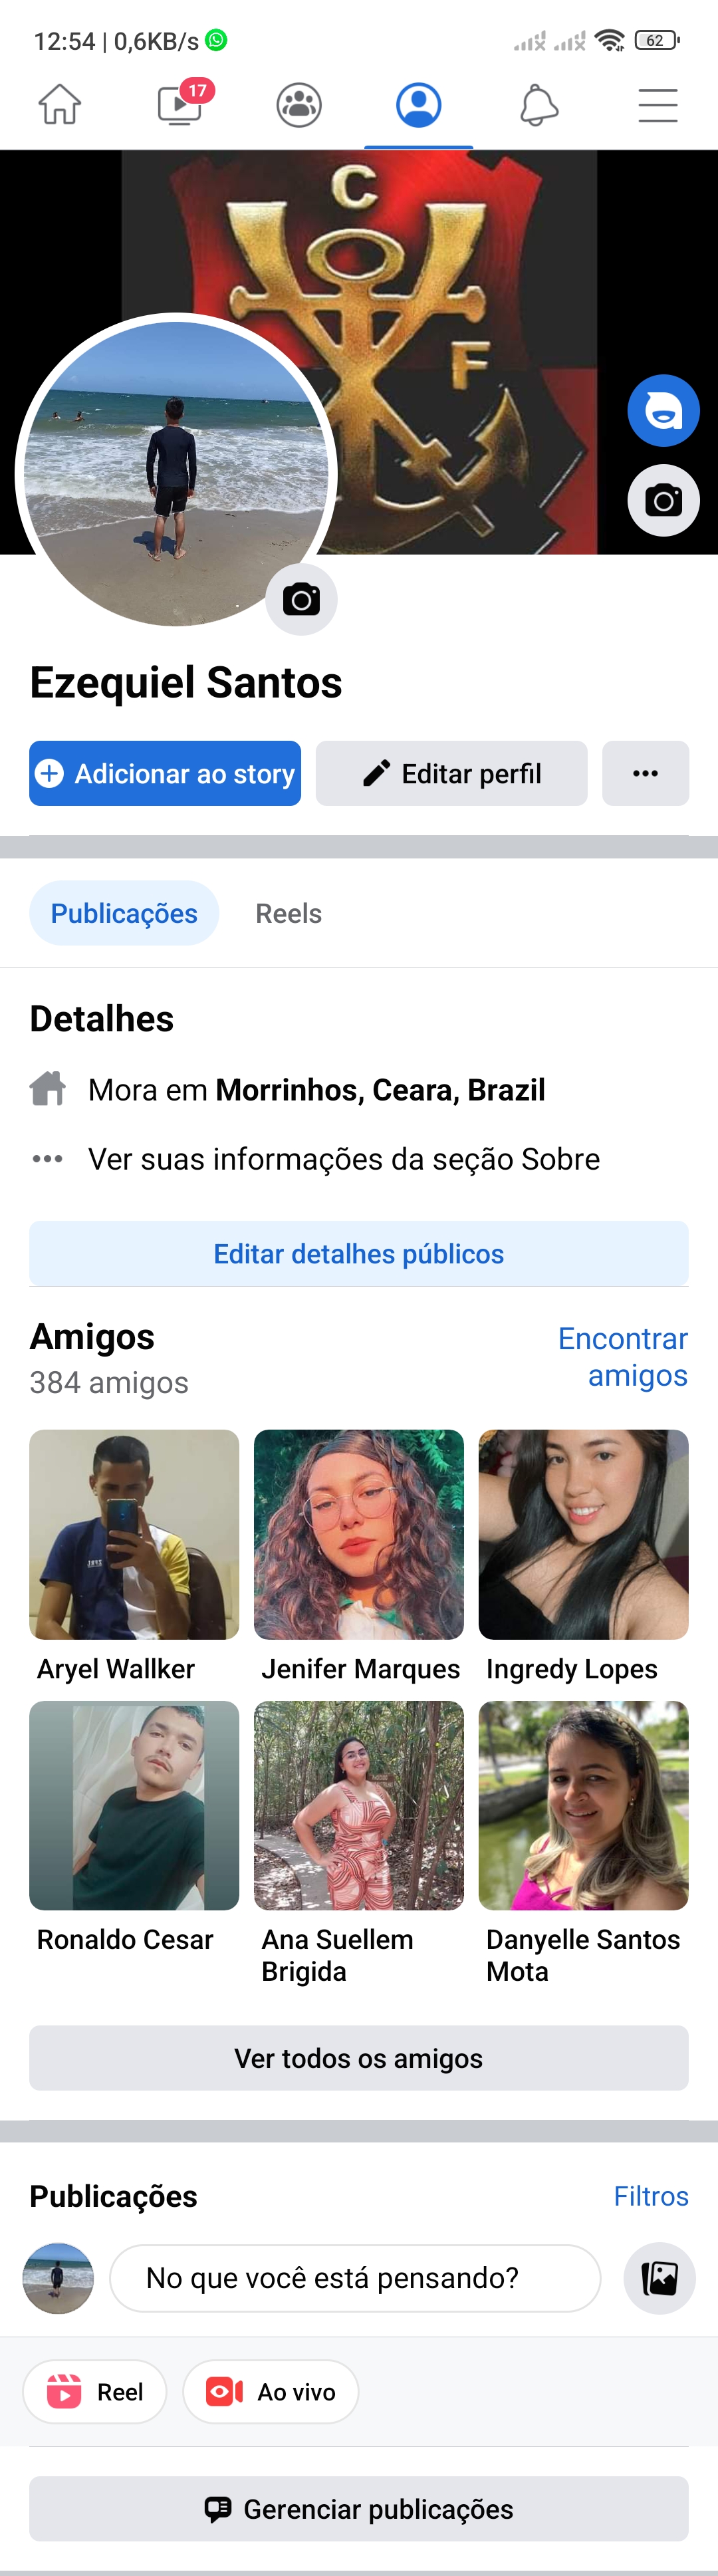 12:54 | 0,6KB/s
62
17
C
F
Ezequiel Santos
Adicionar ao story
Editar perfil
Publicações
Reels
Detalhes
Mora em Morrinhos, Ceara, Brazil
Ver suas informações da seção Sobre
Editar detalhes públicos
Amigos
384 amigos
Encontrar
amigos
Aryel Wallker
Jenifer Marques
Ingredy Lopes
Ronaldo Cesar
Ana Suellem
Brigida
Danyelle Santos
Mota
Ver todos os amigos
Publicações
Filtros
No que você está pensando?
Reel
Ao vivo
Gerenciar publicações